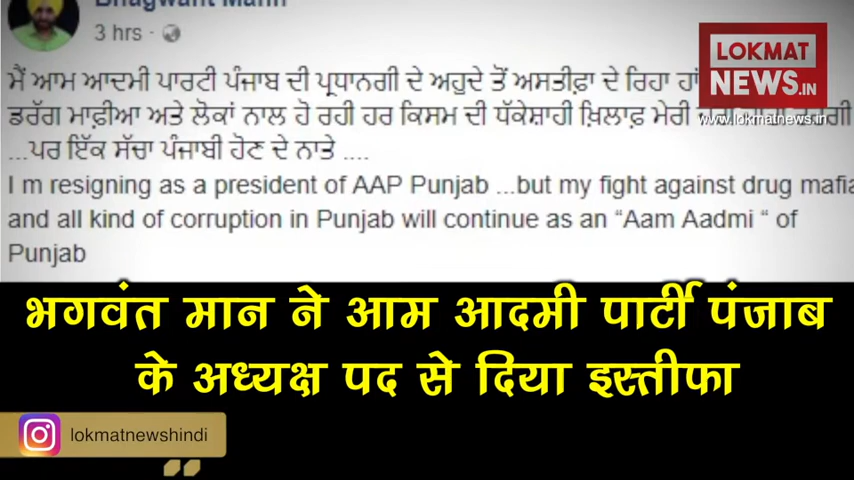 Bhagwant Mann
3 hrs ·
ਮੈਂ ਆਮ ਆਦਮੀ ਪਾਰਟੀ ਪੰਜਾਬ ਦੀ ਪ੍ਰਧਾਨਗੀ ਦੇ ਅਹੁਦੇ ਤੋਂ ਅਸਤੀਫ਼ਾ ਦੇ ਰਿਹਾ ਹਾਂ
ਡਰੱਗ ਮਾਫ਼ੀਆ ਅਤੇ ਲੋਕਾਂ ਨਾਲ ਹੋ ਰਹੀ ਹਰ ਕਿਸਮ ਦੀ ਧੱਕੇਸ਼ਾਹੀ ਖ਼ਿਲਾਫ਼ ਮੇਰੀ
...ਪਰ ਇੱਕ ਸੱਚਾ ਪੰਜਾਬੀ ਹੋਣ ਦੇ ਨਾਤੇ ....
I m resigning as a president of AAP Punjab ...but my fight against drug mafia
and all kind of corruption in Punjab will continue as an “Aam Aadmi “ of
Punjab
LOKMAT
NEWS.IN
www.lokmatnews.in
भगवंत मान ने आम आदमी पार्टी पंजाब
के अध्यक्ष पद से दिया इस्तीफा
lokmatnewshindi